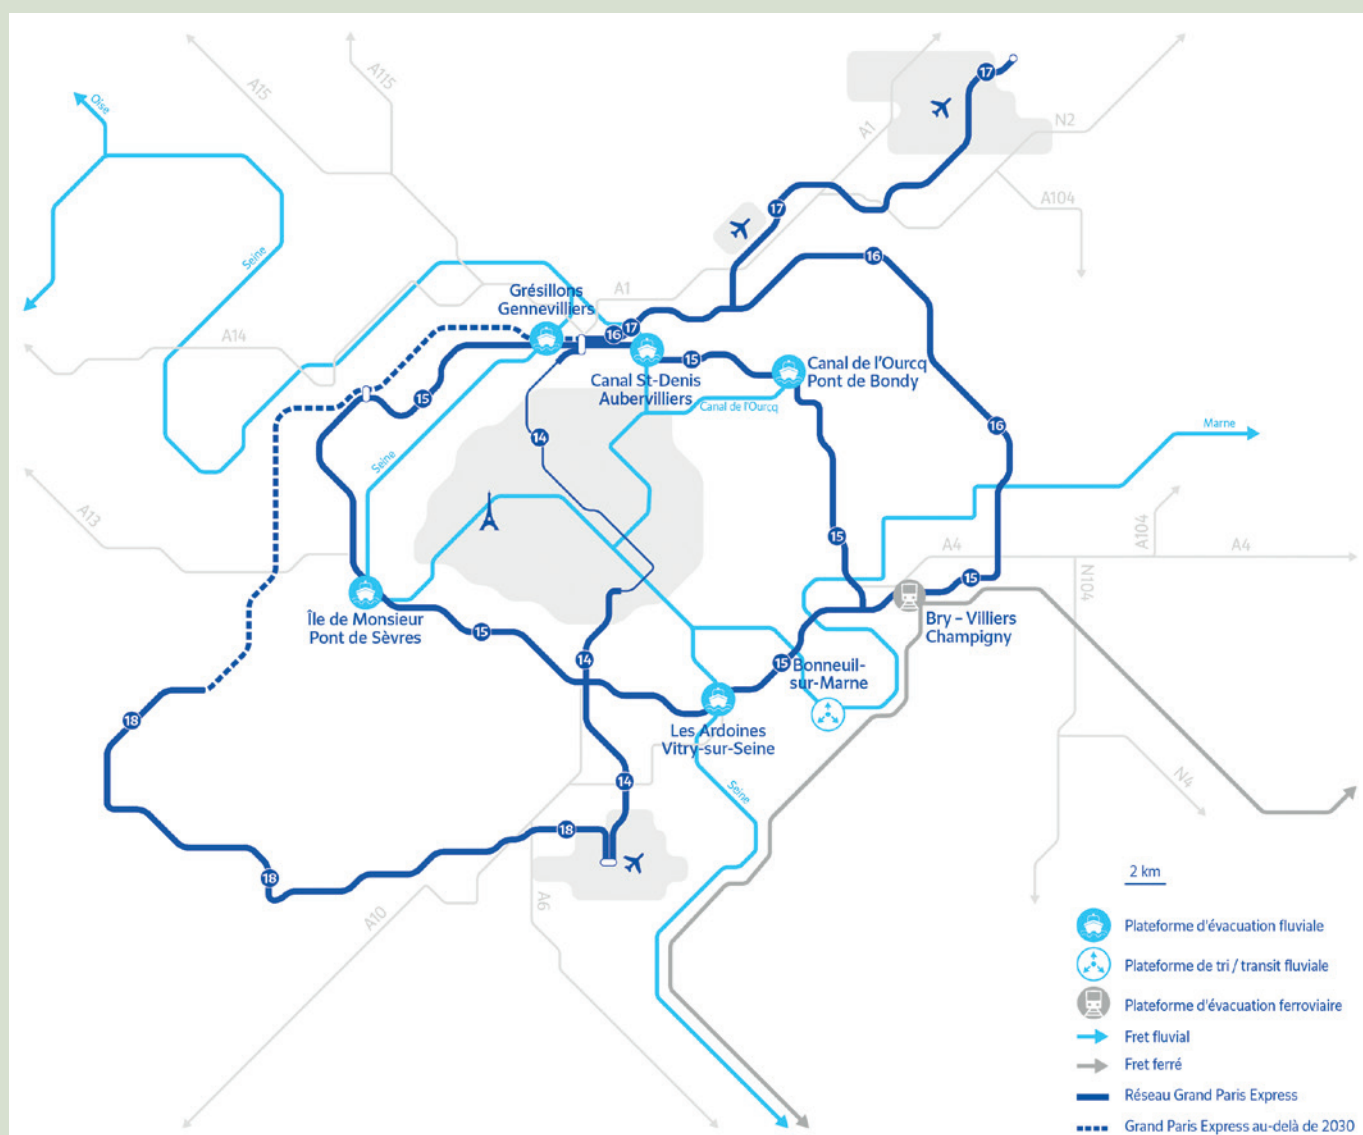 A115
A15
Oise
17
A1
N2
A104
17
Seine
16
Grésillons
Gennevilliers
A1
A14
16
17
15
Canal St-Denis
Aubervilliers
Canal de l'Ourcq
Pont de Bondy
15
Canal de l'Ourcq
16
Marne
14
Seine
A13
15
A104
A4
A4
15
N104
Île de Monsieur
Pont de Sèvres
15
Bry – Villiers
Champigny
14
15
Bonneuil-
sur-Marne
18
Les Ardoines
Vitry-sur-Seine
14
Seine
N4
18
18
A10
A6
2 km
Plateforme d'évacuation fluviale
Plateforme de tri / transit fluviale
Plateforme d'évacuation ferroviaire
Fret fluvial
Fret ferré
Réseau Grand Paris Express
Grand Paris Express au-delà de 2030